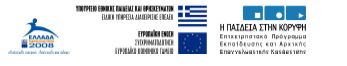 ΥΠΟΥΡΓΕΙΟ ΕΘΝΙΚΗΣ ΠΑΙΔΕΙΑΣ ΚΑΙ ΘΡΗΣΚΕΥΜΑΤΩΝ
ΕΙΔΙΚΗ ΥΠΗΡΕΣΙΑ ΔΙΑΧΕΙΡΙΣΗΣ ΕΠΕΑΕΚ
ΕΥΡΩΠΑΪΚΗ ΕΝΩΣΗ
ΣΥΓΧΡΗΜΑΤΟΔΟΤΗΣΗ
ΕΥΡΩΠΑΪΚΟ ΚΟΙΝΩΝΙΚΟ ΤΑΜΕΙΟ
ΕΛΛΑΔΑ
2008
Η ΠΑΙΔΕΙΑ ΣΤΗΝ ΚΟΡΥΦΗ
Επιχειρησιακό Πρόγραμμα
Εκπαίδευσης και Αρχικής
Επαγγελματικής Κατάρτισης